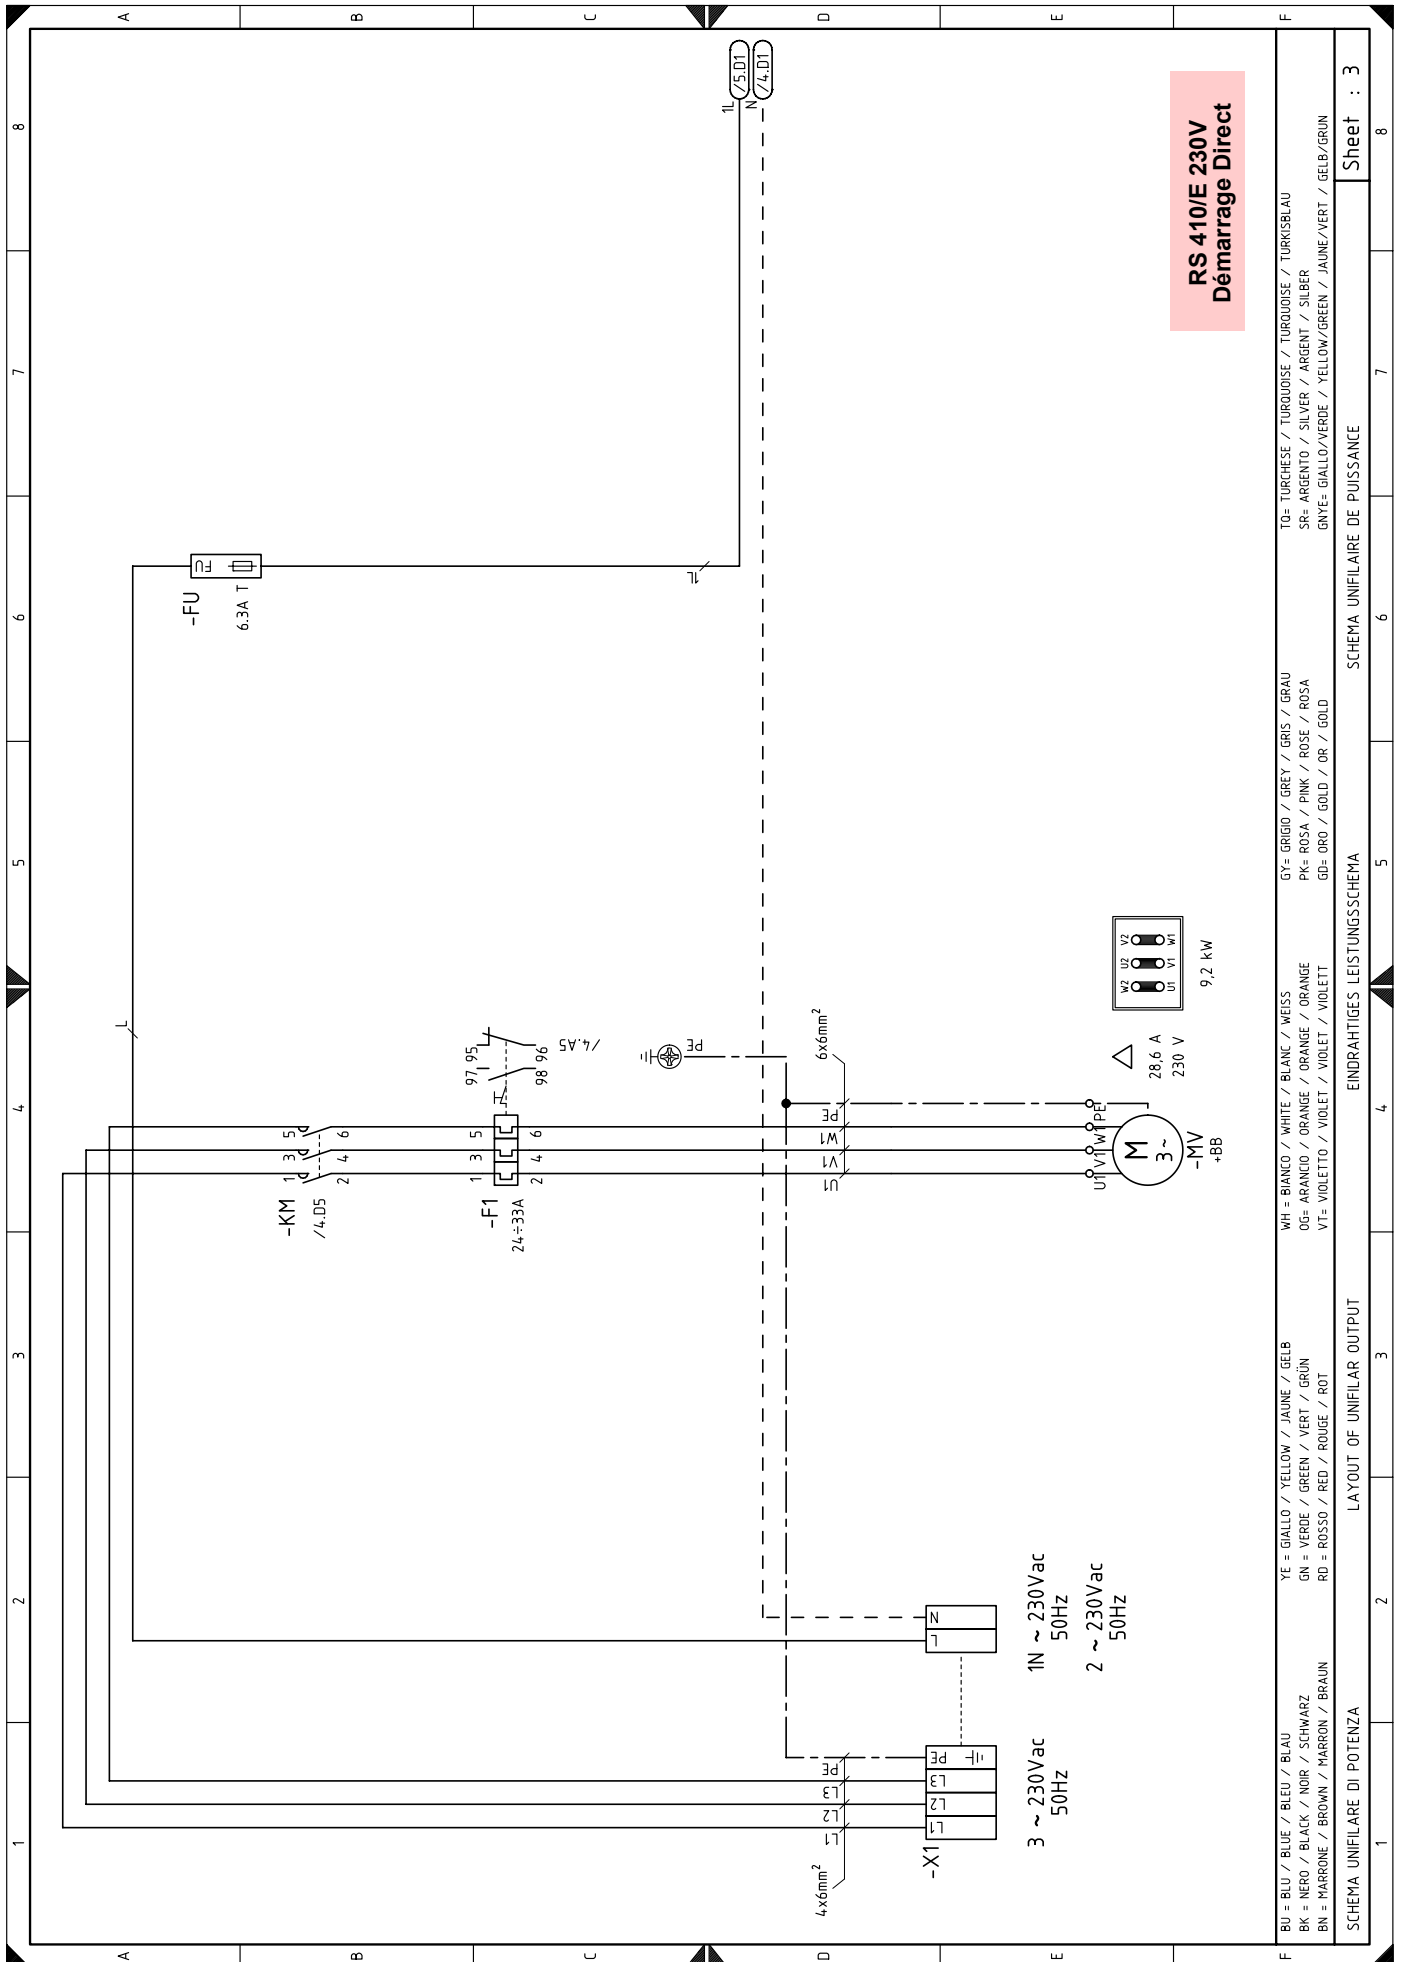 1 2 3 4 5 6 7 8
A A
B B
C C
D D
E E
F F
L
-KM
/4.D5
1 3 5
2 4 6
-F1
24÷33A
1 3 5
2 4 6
97 95
98 96
/4.A5
-FU
FU
6.3A T
1L
1L
/5.D1
N
/4.D1
PE
4x6mm²
L1 L2 L3 PE
-X1
L1 L2 L3 PE
L N
3 ~ 230Vac
50Hz
1N ~ 230Vac
50Hz
2 ~ 230Vac
50Hz
6x6mm²
U1 V1 W1 PE
U1 V1 W1 PE
M
3~
-MV
+BB
28,6 A
230 V
W2 U2 V2
U1 V1 W1
9,2 kW
RS 410/E 230V
Démarrage Direct
BU = BLU / BLUE / BLEU / BLAU
BK = NERO / BLACK / NOIR / SCHWARZ
BN = MARRONE / BROWN / MARRON / BRAUN
YE = GIALLO / YELLOW / JAUNE / GELB
GN = VERDE / GREEN / VERT / GRÜN
RD = ROSSO / RED / ROUGE / ROT
WH = BIANCO / WHITE / BLANC / WEISS
OG= ARANCIO / ORANGE / ORANGE / ORANGE
VT= VIOLETTO / VIOLET / VIOLET / VIOLETT
GY= GRIGIO / GREY / GRIS / GRAU
PK= ROSA / PINK / ROSE / ROSA
GD= ORO / GOLD / OR / GOLD
TQ= TURCHESE / TURQUOISE / TURQUOISE / TURKISBLAU
SR= ARGENTO / SILVER / ARGENT / SILBER
GNYE= GIALLO/VERDE / YELLOW/GREEN / JAUNE/VERT / GELB/GRUN
SCHEMA UNIFILARE DI POTENZA
LAYOUT OF UNIFILAR OUTPUT
EINDRAHTIGES LEISTUNGSSCHEMA
SCHEMA UNIFILAIRE DE PUISSANCE
Sheet : 3
1 2 3 4 5 6 7 8